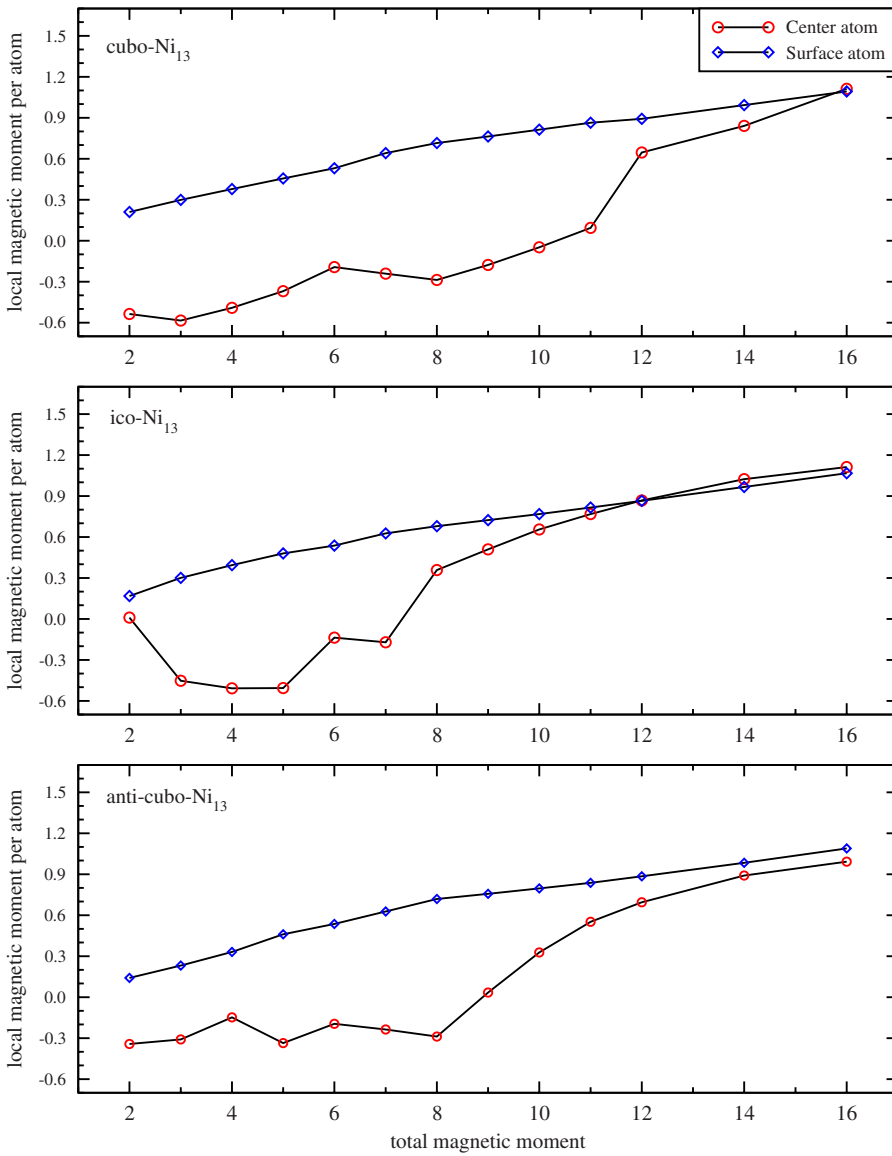 cubo-Ni13
Center atom
Surface atom
local magnetic moment per atom
1.5
1.2
0.9
0.6
0.3
0.0
-0.3
-0.6
2 4 6 8 10 12 14 16
ico-Ni13
local magnetic moment per atom
1.5
1.2
0.9
0.6
0.3
0.0
-0.3
-0.6
2 4 6 8 10 12 14 16
anti-cubo-Ni13
local magnetic moment per atom
1.5
1.2
0.9
0.6
0.3
0.0
-0.3
-0.6
2 4 6 8 10 12 14 16
total magnetic moment